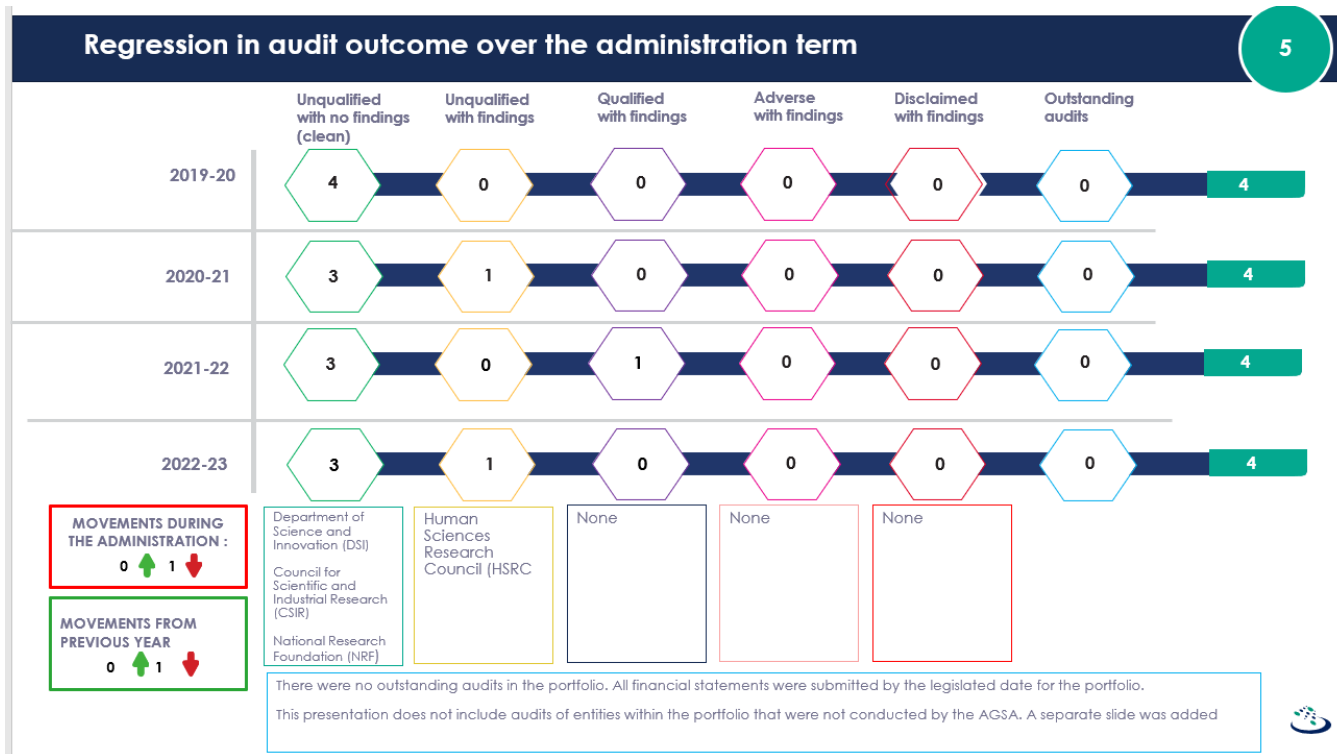 Regression in audit outcome over the administration term
5
Unqualified
with no findings
(clean)
Unqualified
with findings
Qualified
with findings
Adverse
with findings
Disclaimed
with findings
Outstanding
audits
2019-20
4
0
0
0
0
0
4
2020-21
3
1
0
0
0
0
4
2021-22
3
0
1
0
0
0
4
2022-23
3
1
0
0
0
0
4
MOVEMENTS DURING
THE ADMINISTRATION :
0 1
MOVEMENTS FROM
PREVIOUS YEAR
0 1
Department of
Science and
Innovation (DSI)
Council for
Scientific and
Industrial Research
(CSIR)
National Research
Foundation (NRF)
Human
Sciences
Research
Council (HSRC
None
None
None
There were no outstanding audits in the portfolio. All financial statements were submitted by the legislated date for the portfolio.
This presentation does not include audits of entities within the portfolio that were not conducted by the AGSA. A separate slide was added